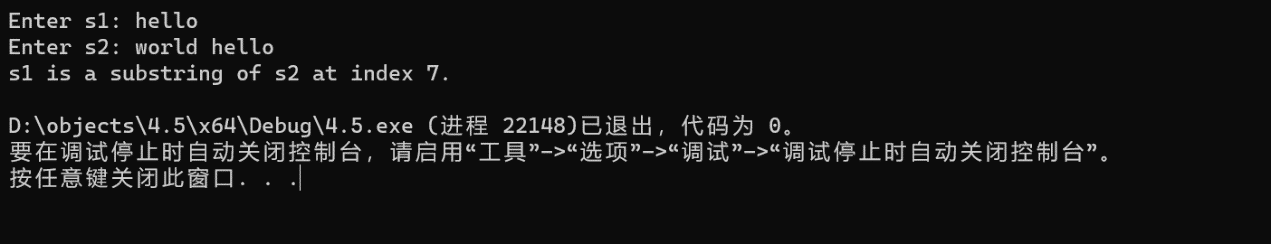 Enter s1: hello
Enter s2: world hello
s1 is a substring of s2 at index 7.
D:\objects\4.5\x64\Debug\4.5.exe (进程 22148)已退出，代码为 0。
要在调试停止时自动关闭控制台，请启用“工具”->“选项”->“调试”->“调试停止时自动关闭控制台”。
按任意键关闭此窗口. . .